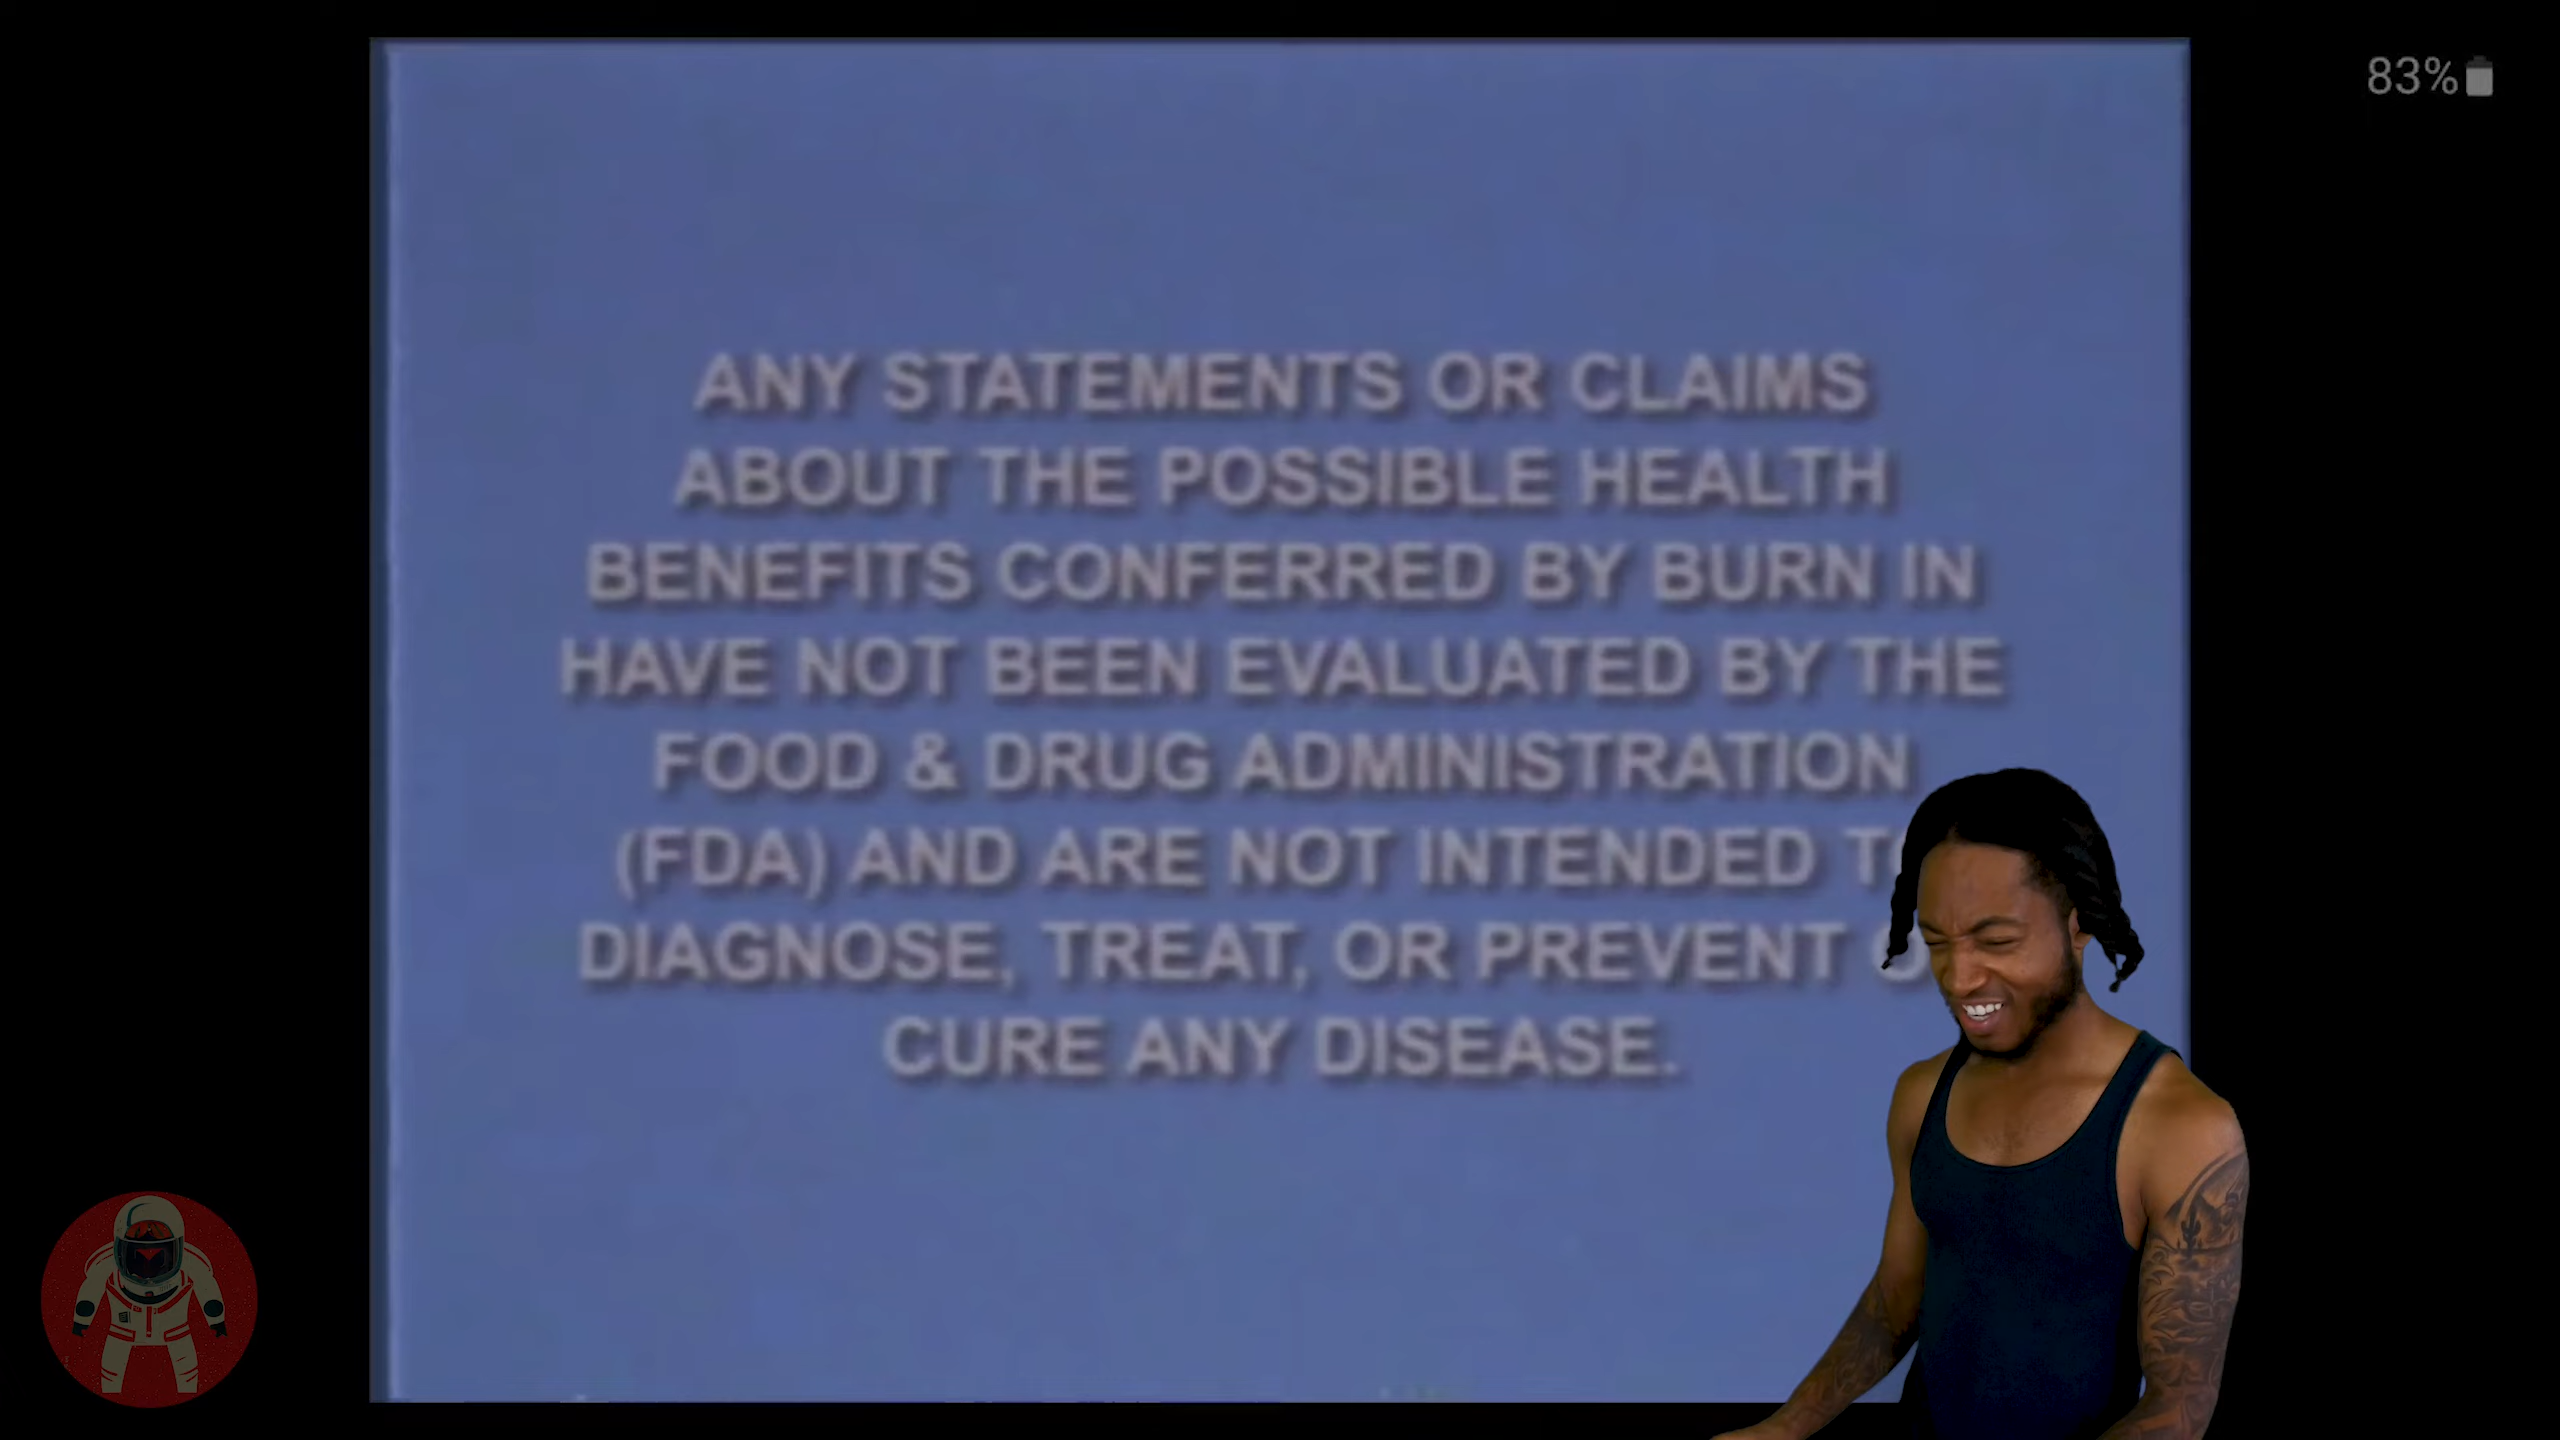 83%
ANY STATEMENTS OR CLAIMS
ABOUT THE POSSIBLE HEALTH
BENEFITS CONFERRED BY BURN IN
HAVE NOT BEEN EVALUATED BY THE
FOOD & DRUG ADMINISTRATION
(FDA) AND ARE NOT INTENDED
DIAGNOSE, TREAT, OR PREVENT
CURE ANY DISEASE.